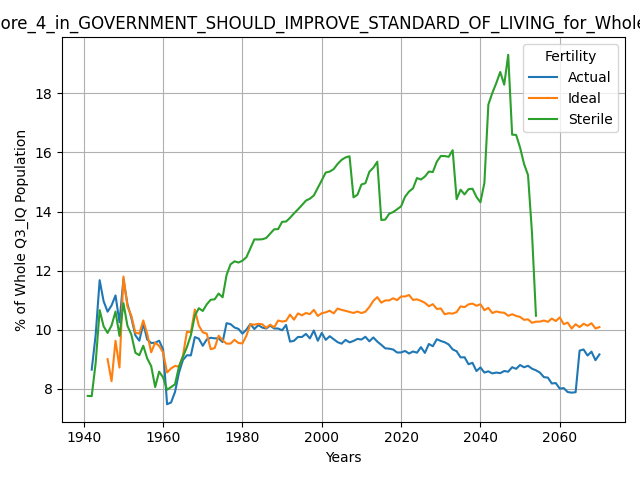 ore_4_in_GOVERNMENT_SHOULD_IMPROVE_STANDARD_OF_LIVING_for_Whole
Fertility
Actual
Ideal
Sterile
% of Whole Q3_IQ Population
18
16
14
12
10
8
1940 1960 1980 2000 2020 2040 2060
Years